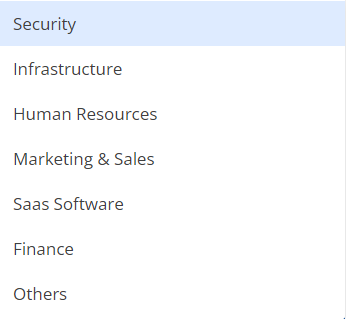 Security
Infrastructure
Human Resources
Marketing & Sales
Saas Software
Finance
Others